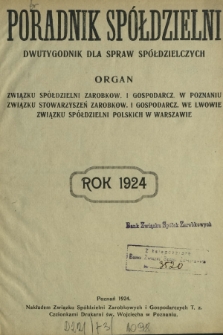 PORADNIK SPÓŁDZIELNI
DWUTYGODNIK DLA SPRAW SPÓŁDZIELCZYCH
ORGAN
ZWIĄZKU SPÓŁDZIELNI ZAROBKOW. I GOSPODARCZ. W POZNANIU
ZWIĄZKU STOWARZYSZEŃ ZAROBKOW. I GOSPODARCZ. WE LWOWIE
ZWIĄZKU SPÓŁDZIELNI POLSKICH W WARSZAWIE
ROK 1924
Bank Związku Spółek Zarobkowych
Poznań 1924.
Nakładem Związku Spółdzielni Zarobkowych i Gospodarczych T. z.
Czcionkami Drukarni św. Wojciecha w Poznaniu.